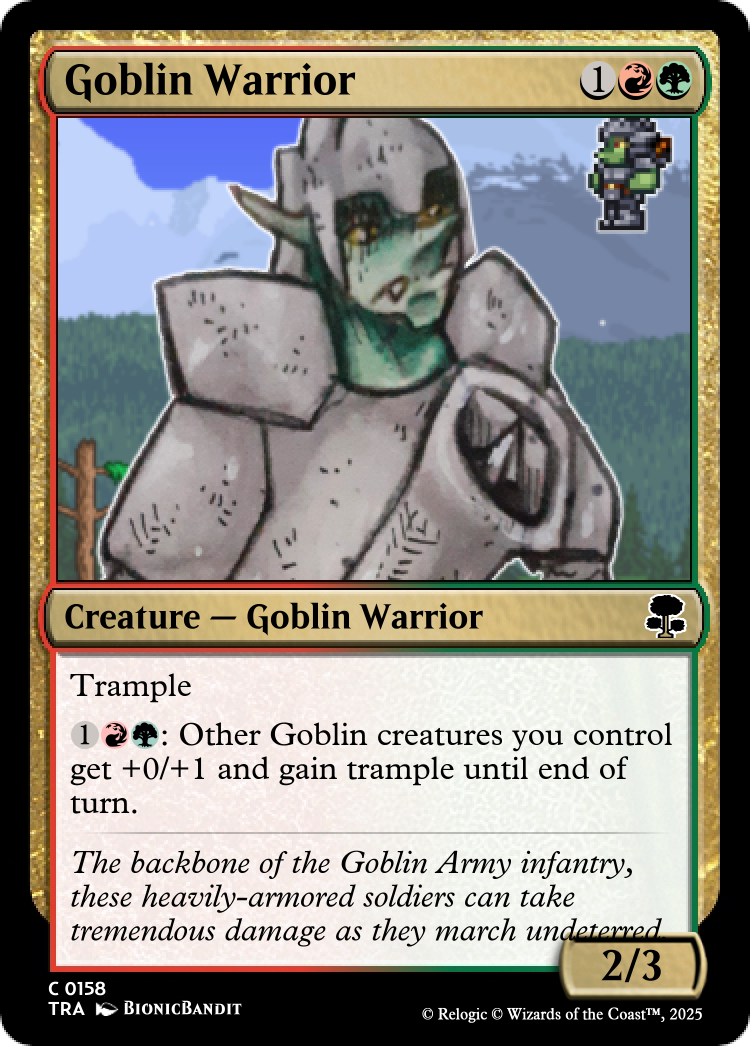 Goblin Warrior 1
Creature — Goblin Warrior
Trample
1: Other Goblin creatures you control
get +0/+1 and gain trample until end of
turn.
The backbone of the Goblin Army infantry,
these heavily-armored soldiers can take
tremendous damage as they march undeterred.
2/3
C 0158
TRA BionicBandit
© Relogic © Wizards of the Coast™, 2025